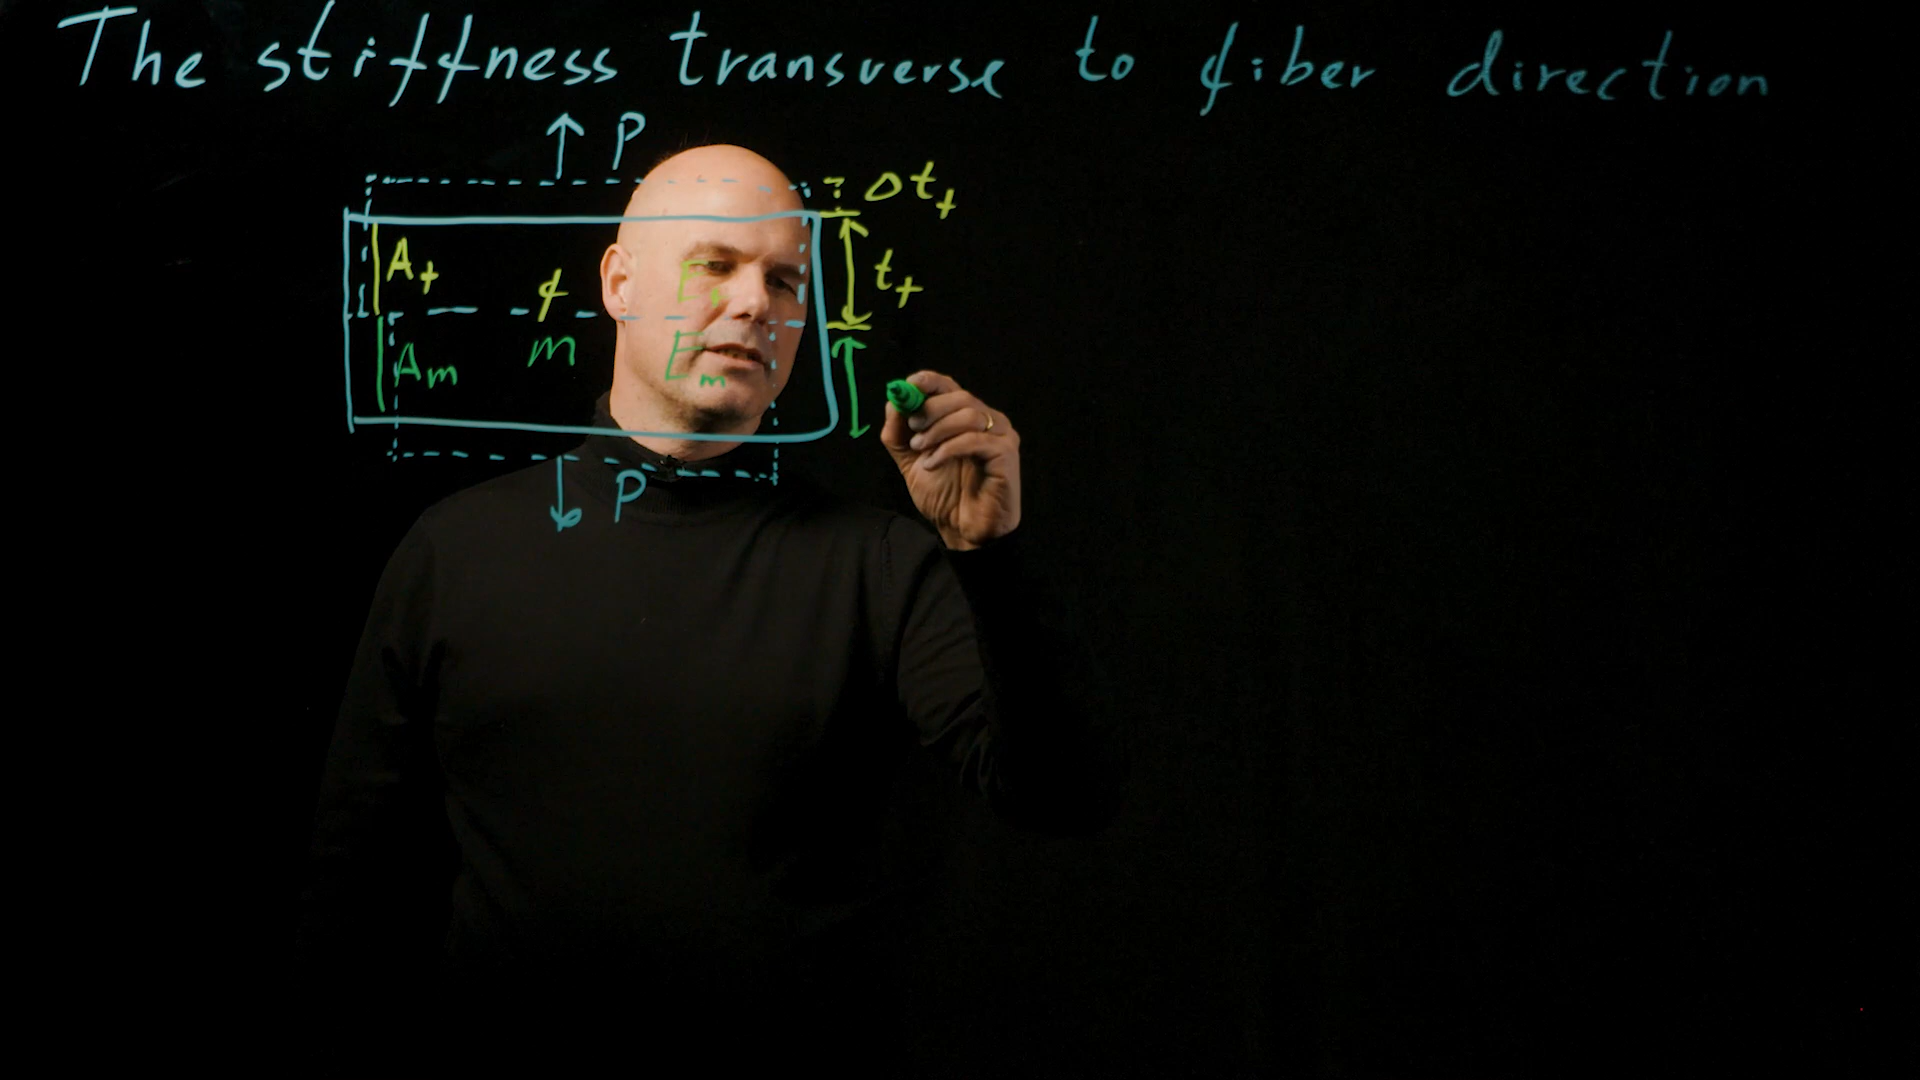 The stiffness transverse to fiber direction
P
Δt_f
A_f f E_f t_f
A_m m E_m
P